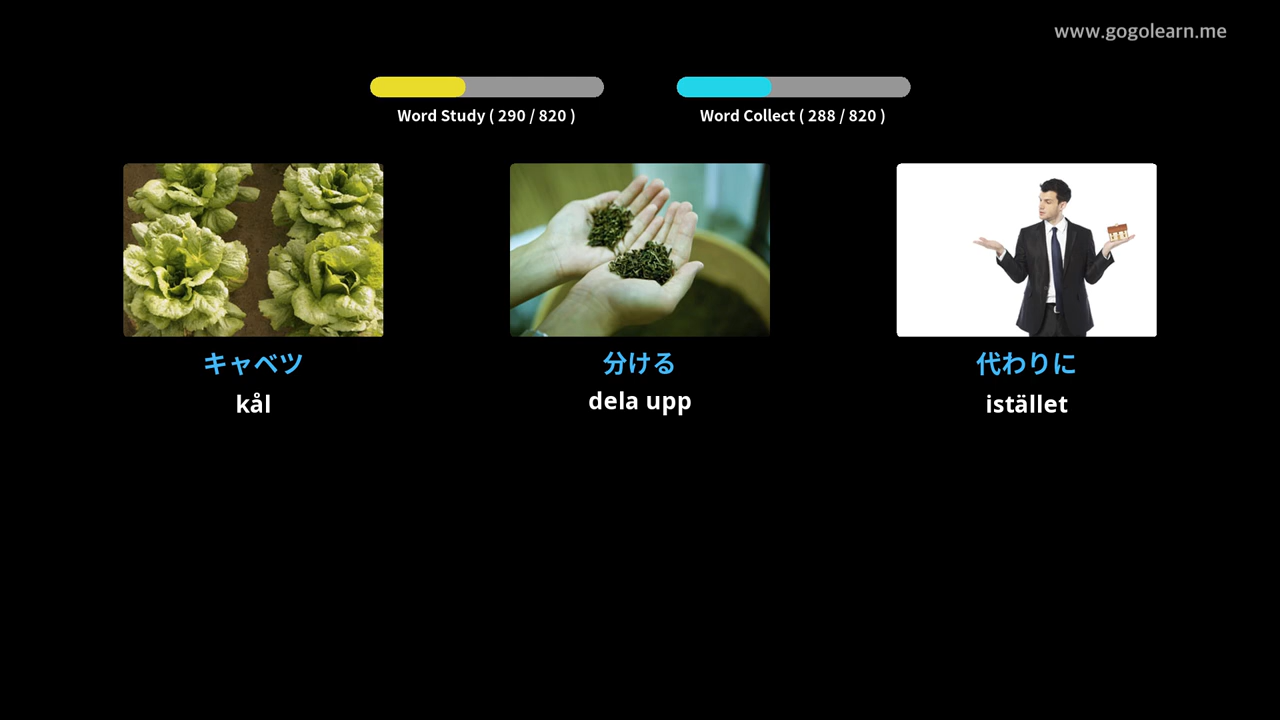 www.gogolearn.me
Word Study ( 290 / 820 )
Word Collect ( 288 / 820 )
キャベツ
分ける
代わりに
kål
dela upp
istället